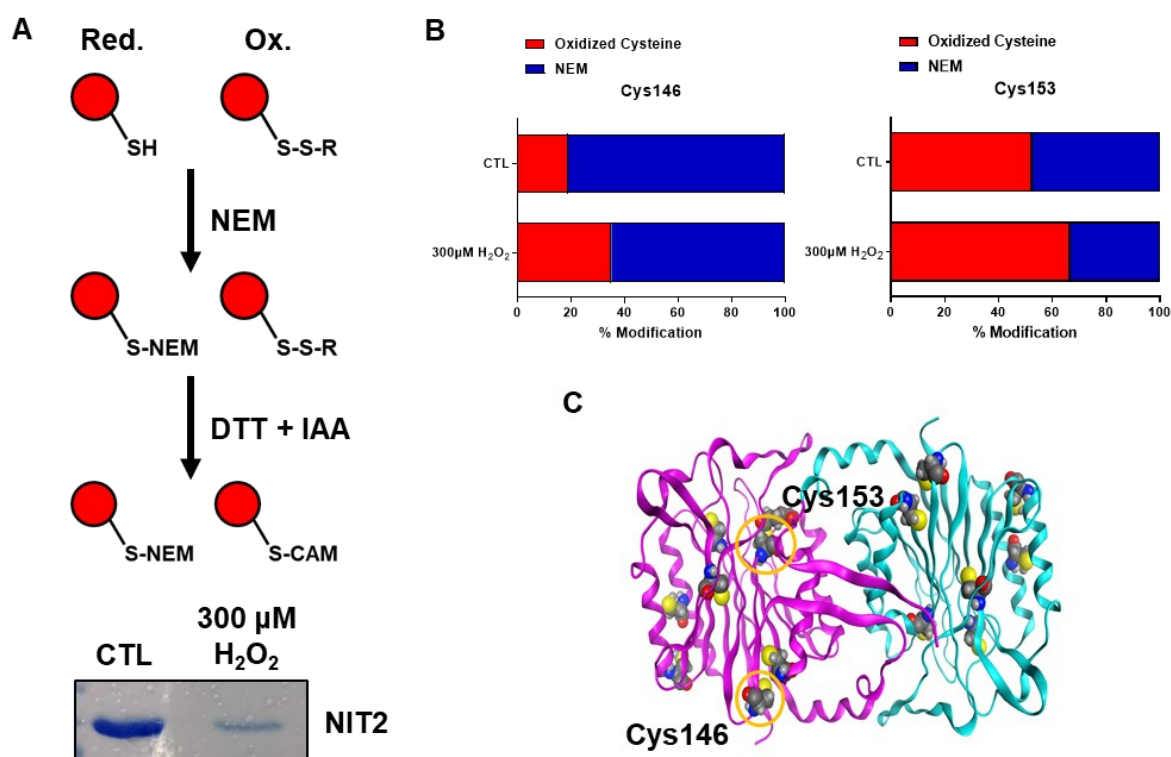 A
Red.
Ox.
SH
S-S-R
NEM
S-NEM
S-S-R
DTT + IAA
S-NEM
S-CAM
CTL
300 µM
H₂O₂
NIT2
B
Oxidized Cysteine
NEM
Cys146
CTL
300µM H₂O₂
0 20 40 60 80 100
% Modification
Oxidized Cysteine
NEM
Cys153
CTL
300µM H₂O₂
0 20 40 60 80 100
% Modification
C
Cys153
Cys146